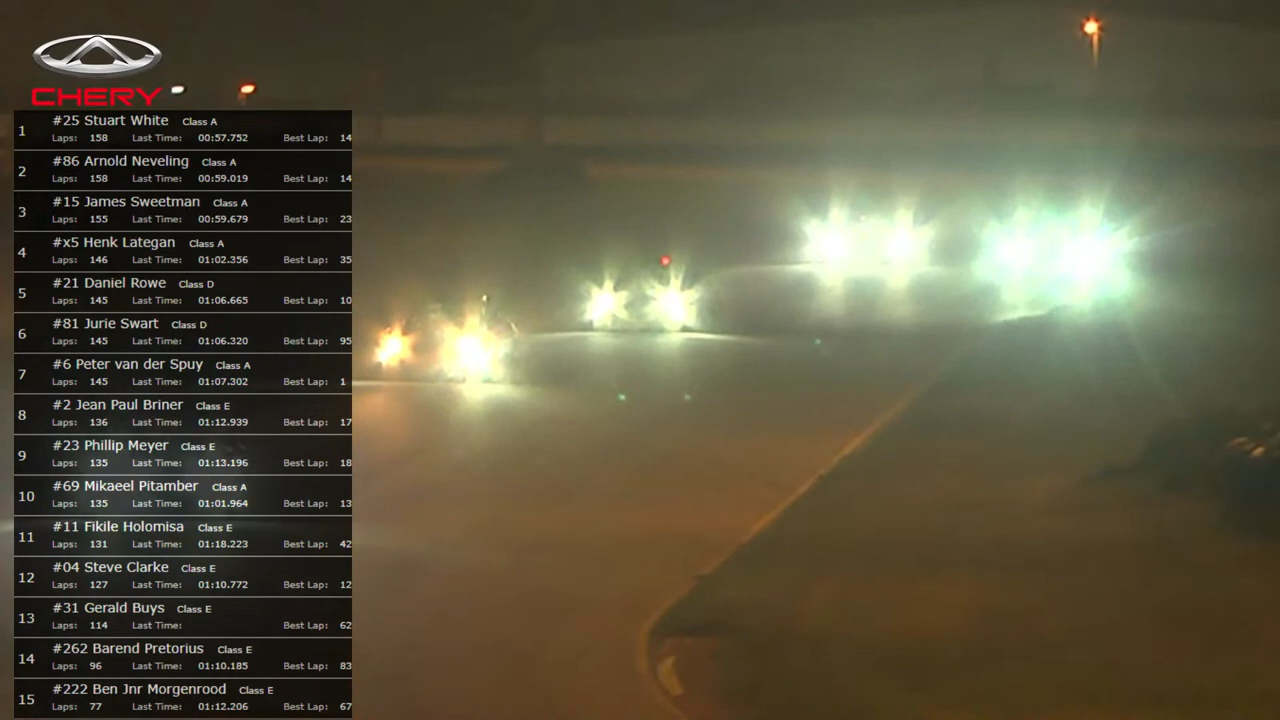 CHERY
1 #25 Stuart White Class A
Laps: 158 Last Time: 00:57.752 Best Lap: 14
2 #86 Arnold Neveling Class A
Laps: 158 Last Time: 00:59.019 Best Lap: 14
3 #15 James Sweetman Class A
Laps: 155 Last Time: 00:59.679 Best Lap: 23
4 #x5 Henk Lategan Class A
Laps: 146 Last Time: 01:02.356 Best Lap: 35
5 #21 Daniel Rowe Class D
Laps: 145 Last Time: 01:06.665 Best Lap: 10
6 #81 Jurie Swart Class D
Laps: 145 Last Time: 01:06.320 Best Lap: 95
7 #6 Peter van der Spuy Class A
Laps: 145 Last Time: 01:07.302 Best Lap: 1
8 #2 Jean Paul Briner Class E
Laps: 136 Last Time: 01:12.939 Best Lap: 17
9 #23 Phillip Meyer Class E
Laps: 135 Last Time: 01:13.196 Best Lap: 18
10 #69 Mikaeel Pitamber Class A
Laps: 135 Last Time: 01:01.964 Best Lap: 13
11 #11 Fikile Holomisa Class E
Laps: 131 Last Time: 01:18.223 Best Lap: 42
12 #04 Steve Clarke Class E
Laps: 127 Last Time: 01:10.772 Best Lap: 12
13 #31 Gerald Buys Class E
Laps: 114 Last Time: Best Lap: 62
14 #262 Barend Pretorius Class E
Laps: 96 Last Time: 01:10.185 Best Lap: 83
15 #222 Ben Jnr Morgenrood Class E
Laps: 77 Last Time: 01:12.206 Best Lap: 67